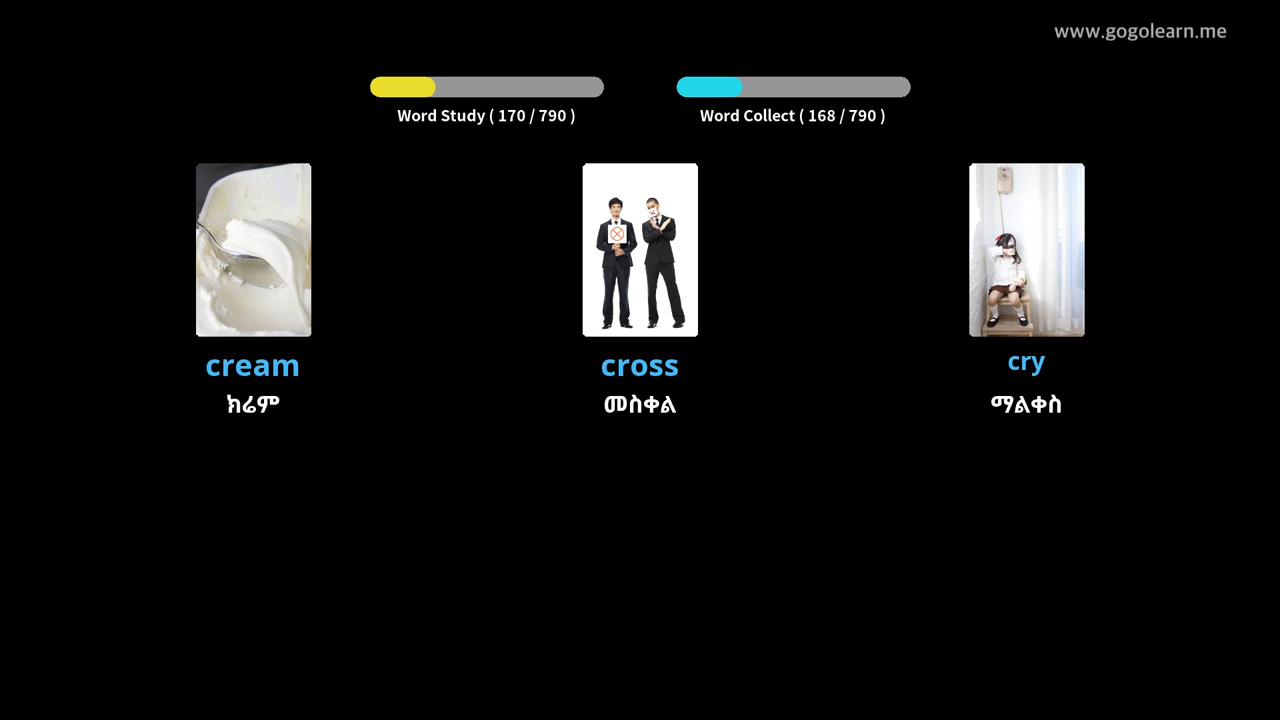 www.gogolearn.me
Word Study ( 170 / 790 )
Word Collect ( 168 / 790 )
cream
cross
cry
ክሬም
መስቀል
ማልቀስ